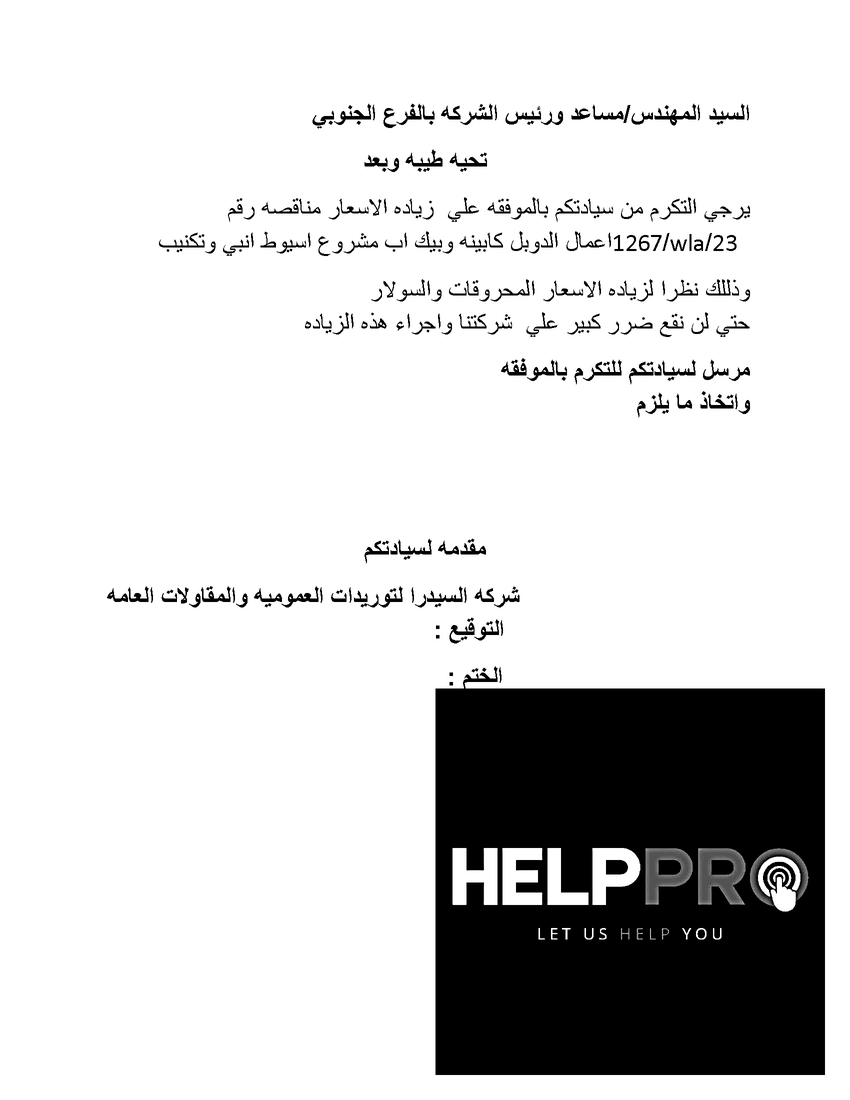 السيد المهندس/مساعد ورئيس الشركه بالفرع الجنوبي
تحيه طيبه وبعد
يرجي التكرم من سيادتكم بالموفقه علي زياده الاسعار مناقصه رقم
1267/wla/23اعمال الدوبل كابينه وبيك اب مشروع اسيوط انبي وتكنيب
وذللك نظرا لزياده الاسعار المحروقات والسولار
حتي لن نقع ضرر كبير علي شركتنا واجراء هذه الزياده
مرسل لسيادتكم للتكرم بالموفقه
واتخاذ ما يلزم
مقدمه لسيادتكم
شركه السيدرا لتوريدات العموميه والمقاولات العامه
التوقيع :
الختم :
HELPPRO
LET US HELP YOU